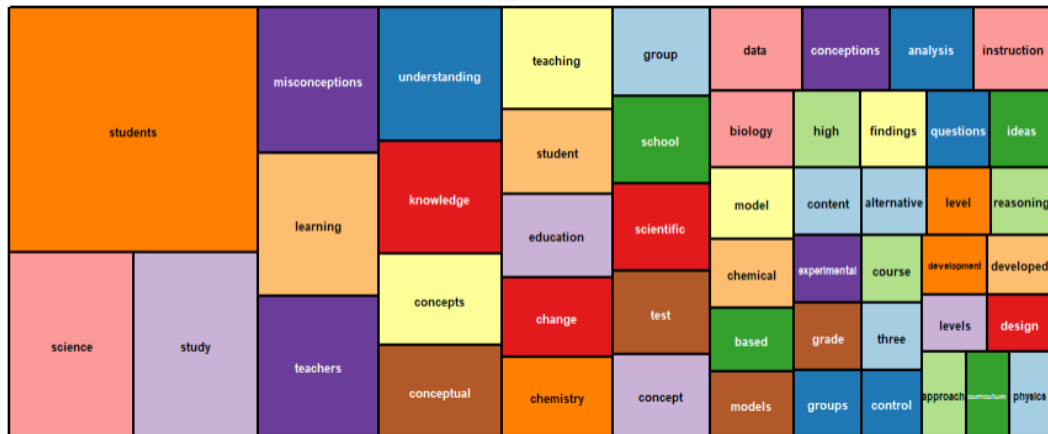 students
science
study
misconceptions
learning
teachers
understanding
knowledge
concepts
conceptual
teaching
student
education
change
chemistry
group
school
scientific
test
concept
data
conceptions
analysis
instruction
biology
high
findings
questions
ideas
model
content
alternative
level
reasoning
chemical
experimental
course
development
developed
based
grade
three
levels
design
models
groups
control
approach
curriculum
physics